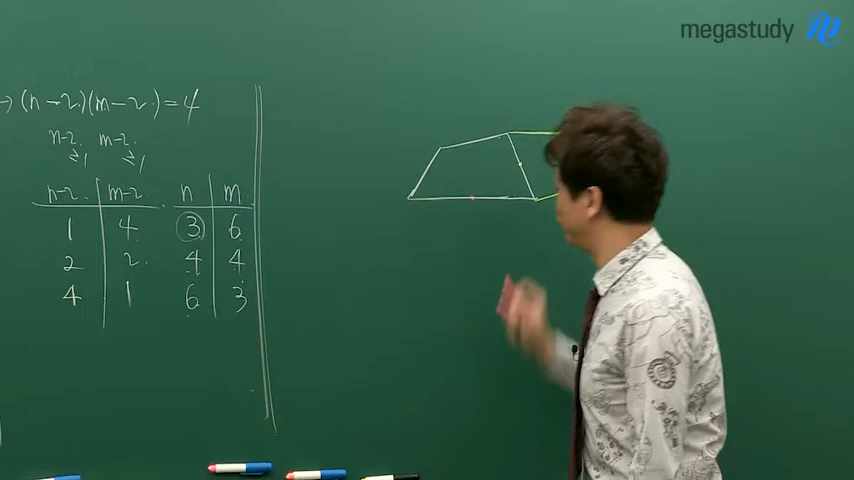 megastudy
→(n-2)(m-2)=4
n-2 m-2
≥1 ≥1
n-2 m-2 n m
1 4 3 6
2 2 4 4
4 1 6 3